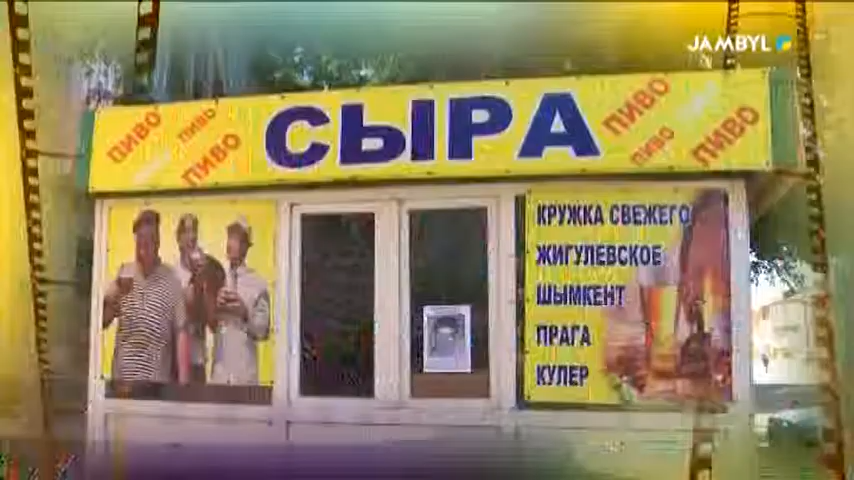 JAMBYL
СЫРА
ПИВО
ПИВО
ПИВО
ПИВО
ПИВО
ПИВО
КРУЖКА СВЕЖЕГО
ЖИГУЛЕВСКОЕ
ШЫМКЕНТ
ПРАГА
КУЛЕР